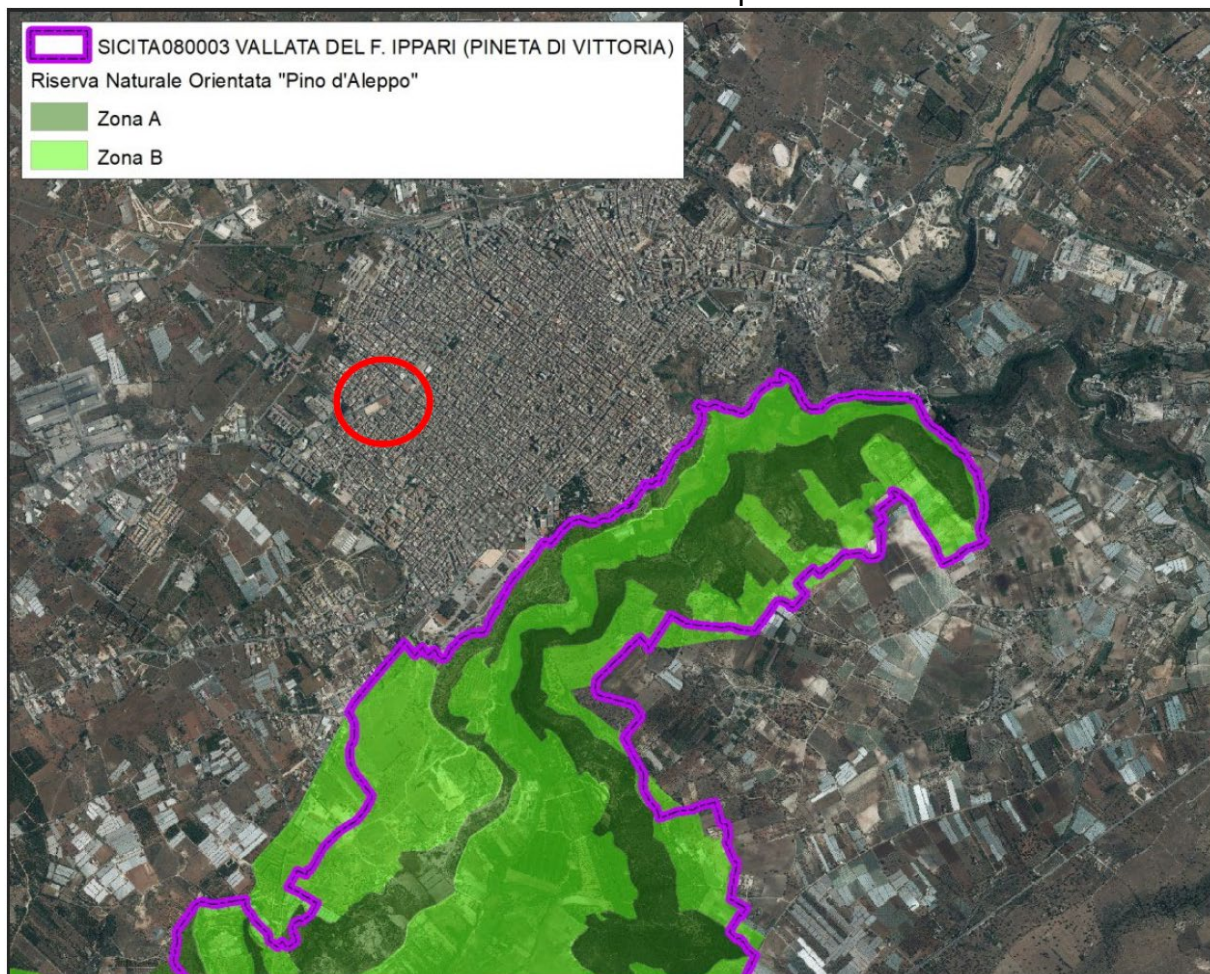 SICITA080003 VALLATA DEL F. IPPARI (PINETA DI VITTORIA)
Riserva Naturale Orientata "Pino d'Aleppo"
Zona A
Zona B